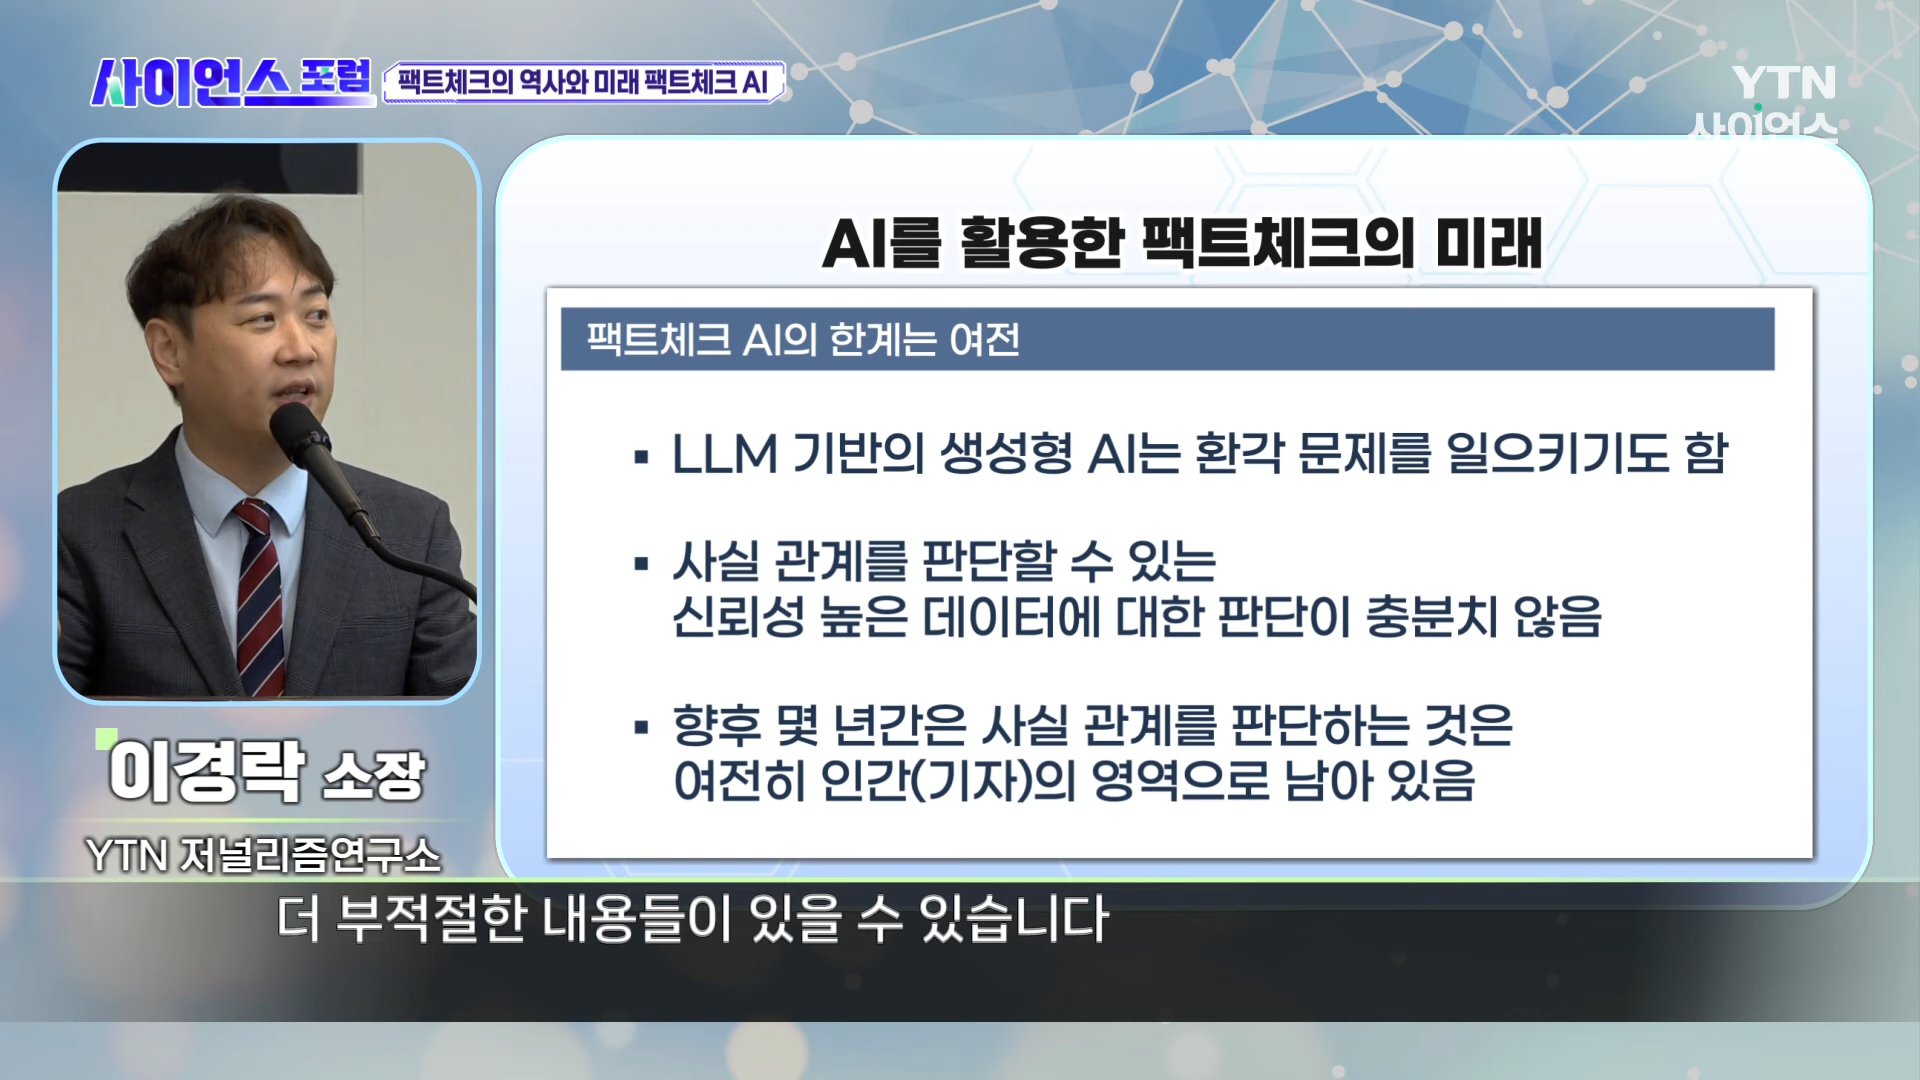 사이언스 포럼
팩트체크의 역사와 미래 팩트체크 AI
YTN
사이언스
AI를 활용한 팩트체크의 미래
팩트체크 AI의 한계는 여전
▪ LLM 기반의 생성형 AI는 환각 문제를 일으키기도 함
▪ 사실 관계를 판단할 수 있는
신뢰성 높은 데이터에 대한 판단이 충분치 않음
▪ 향후 몇 년간은 사실 관계를 판단하는 것은
여전히 인간(기자)의 영역으로 남아 있음
이경락 소장
YTN 저널리즘연구소
더 부적절한 내용들이 있을 수 있습니다